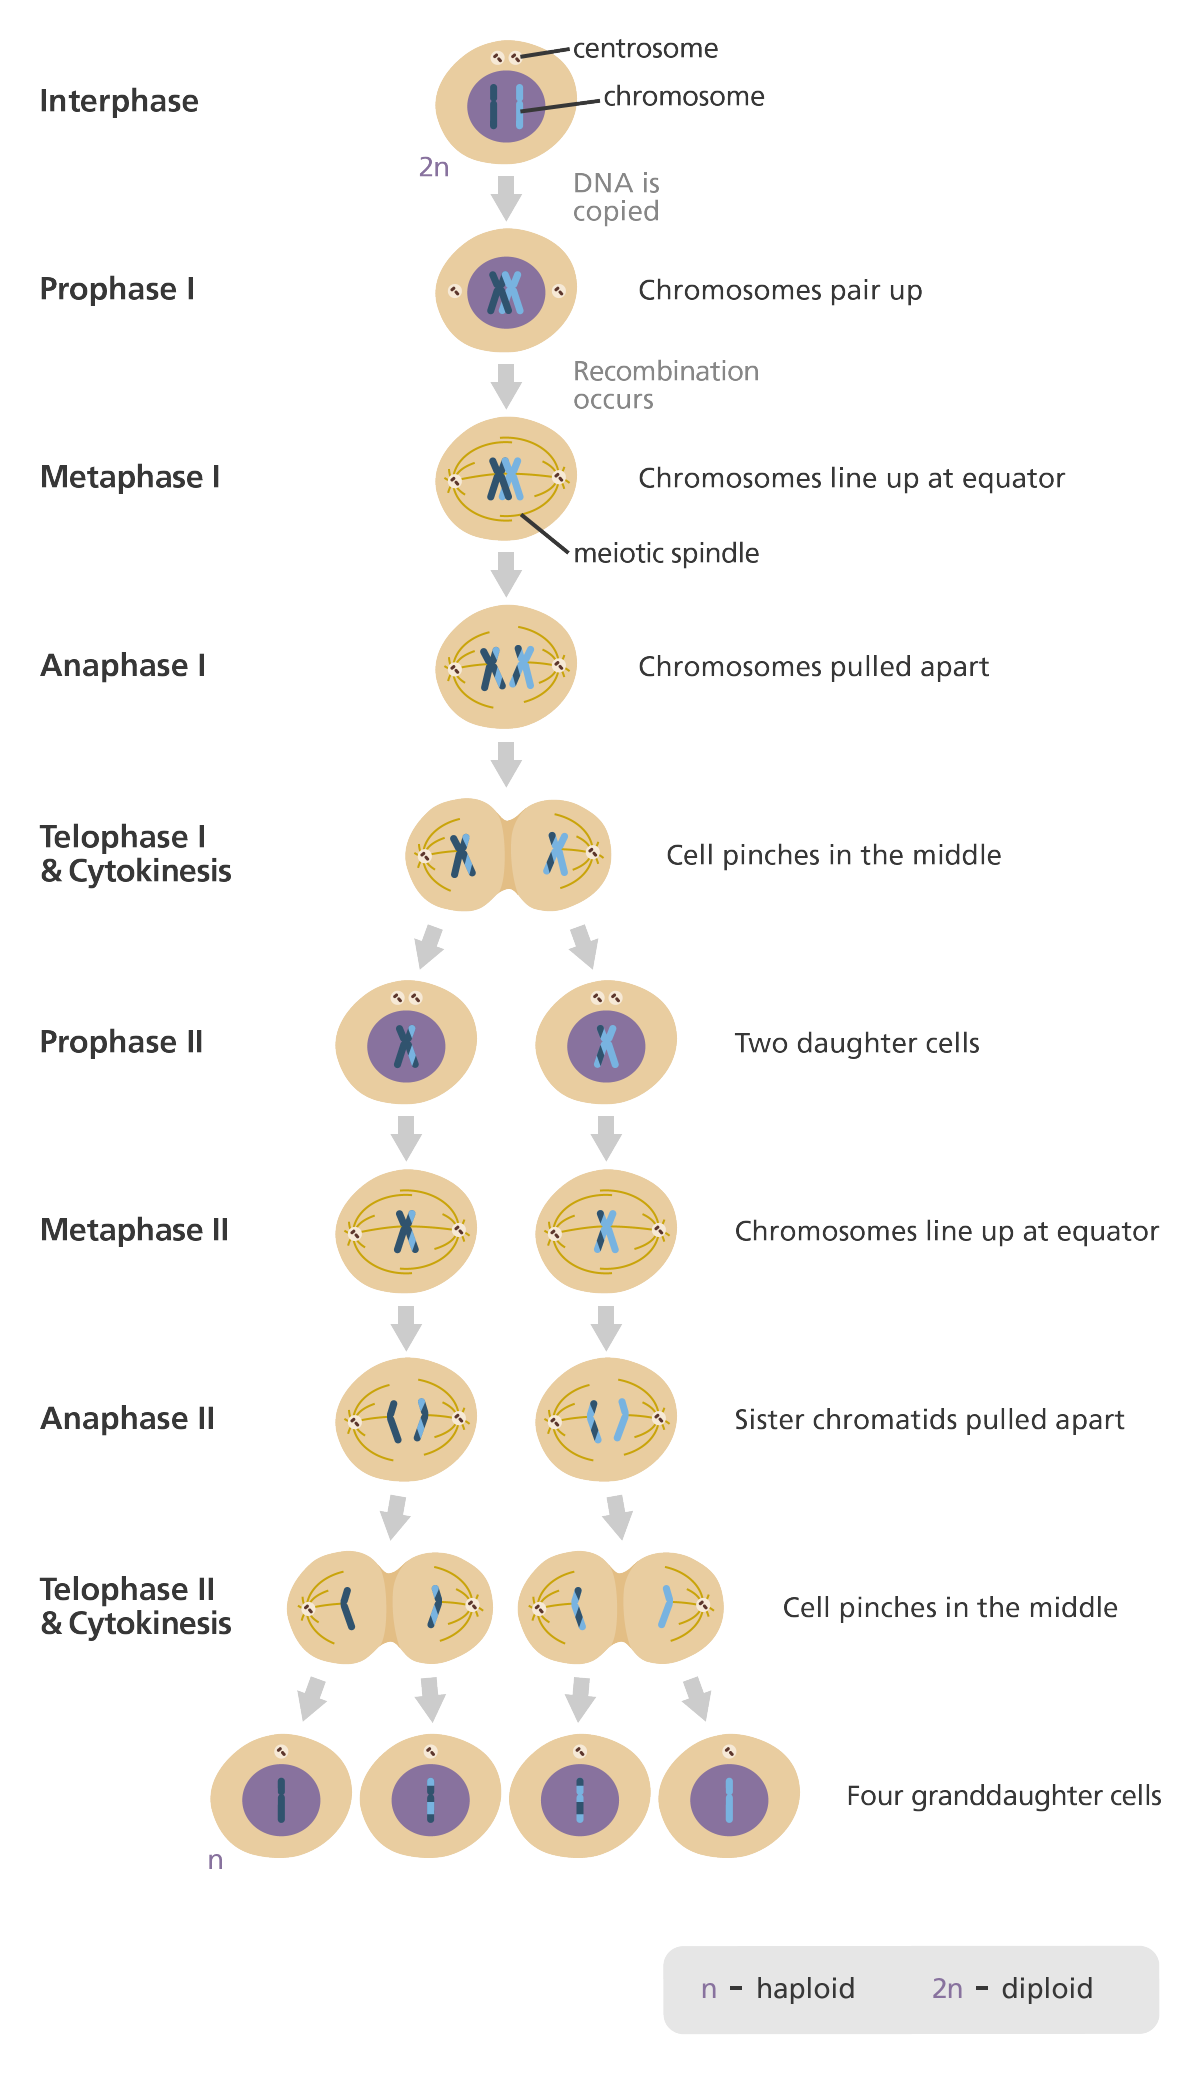 centrosome
Interphase
chromosome
2n
DNA is
copied
Prophase I
Chromosomes pair up
Recombination
occurs
Metaphase I
Chromosomes line up at equator
meiotic spindle
Anaphase I
Chromosomes pulled apart
Telophase I
& Cytokinesis
Cell pinches in the middle
Prophase II
Two daughter cells
Metaphase II
Chromosomes line up at equator
Anaphase II
Sister chromatids pulled apart
Telophase II
& Cytokinesis
Cell pinches in the middle
Four granddaughter cells
n
n – haploid 2n – diploid